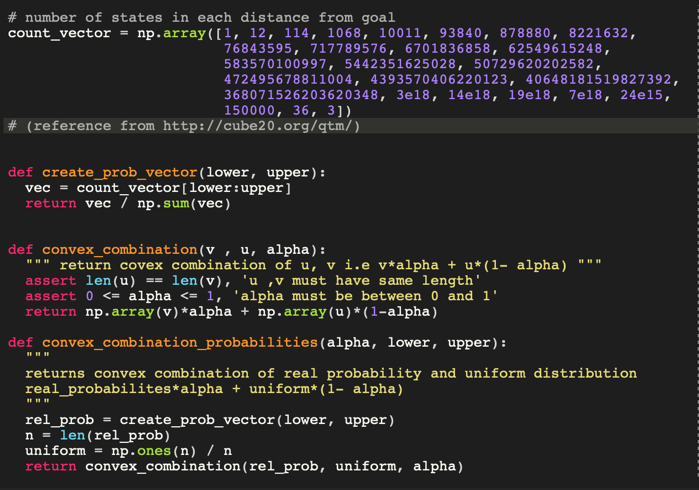 # number of states in each distance from goal
count_vector = np.array([1, 12, 114, 1068, 10011, 93840, 878880, 8221632,
76843595, 717789576, 6701836858, 62549615248,
583570100997, 5442351625028, 50729620202582,
472495678811004, 4393570406220123, 40648181519827392,
368071526203620348, 3e18, 14e18, 19e18, 7e18, 24e15,
150000, 36, 3])
# (reference from http://cube20.org/qtm/)
def create_prob_vector(lower, upper):
vec = count_vector[lower:upper]
return vec / np.sum(vec)
def convex_combination(v , u, alpha):
""" return covex combination of u, v i.e v*alpha + u*(1- alpha) """
assert len(u) == len(v), 'u ,v must have same length'
assert 0 <= alpha <= 1, 'alpha must be between 0 and 1'
return np.array(v)*alpha + np.array(u)*(1-alpha)
def convex_combination_probabilities(alpha, lower, upper):
"""
returns convex combination of real probability and uniform distribution
real_probabilites*alpha + uniform*(1- alpha)
"""
rel_prob = create_prob_vector(lower, upper)
n = len(rel_prob)
uniform = np.ones(n) / n
return convex_combination(rel_prob, uniform, alpha)